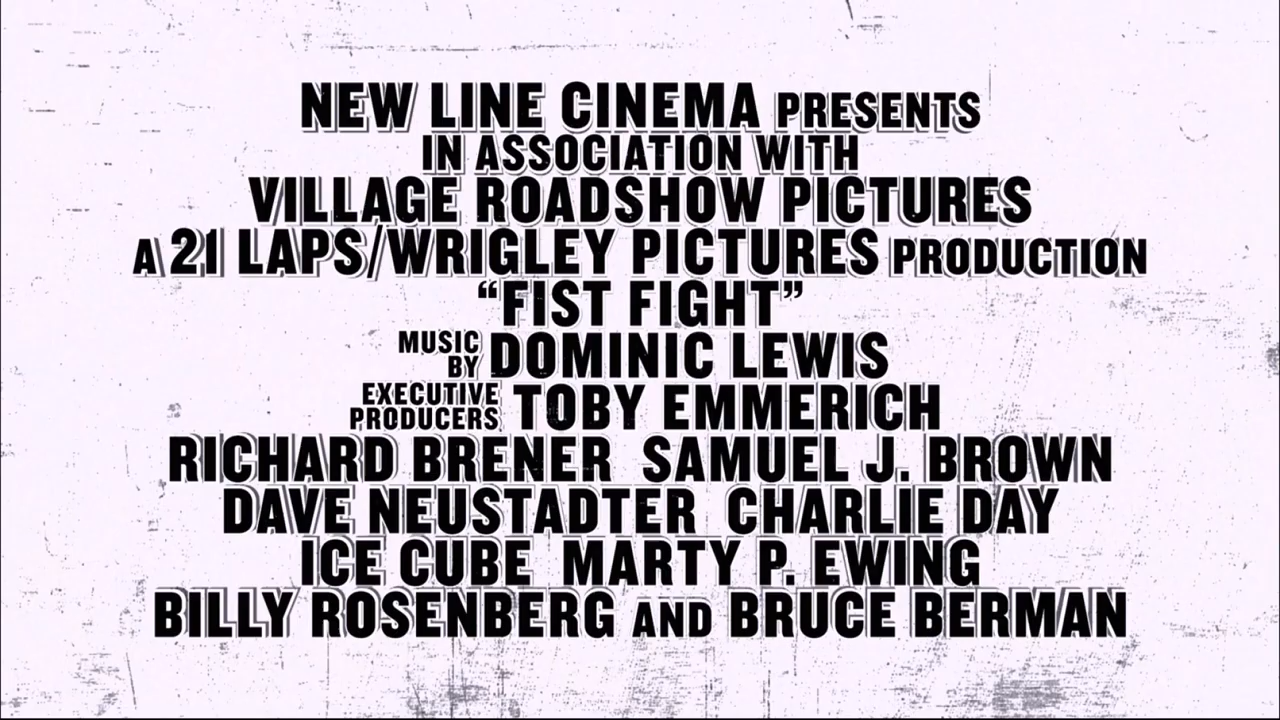 NEW LINE CINEMA PRESENTS
IN ASSOCIATION WITH
VILLAGE ROADSHOW PICTURES
A 21 LAPS/WRIGLEY PICTURES PRODUCTION
“FIST FIGHT”
MUSIC BY DOMINIC LEWIS
EXECUTIVE PRODUCERS TOBY EMMERICH
RICHARD BRENER SAMUEL J. BROWN
DAVE NEUSTADTER CHARLIE DAY
ICE CUBE MARTY P. EWING
BILLY ROSENBERG AND BRUCE BERMAN